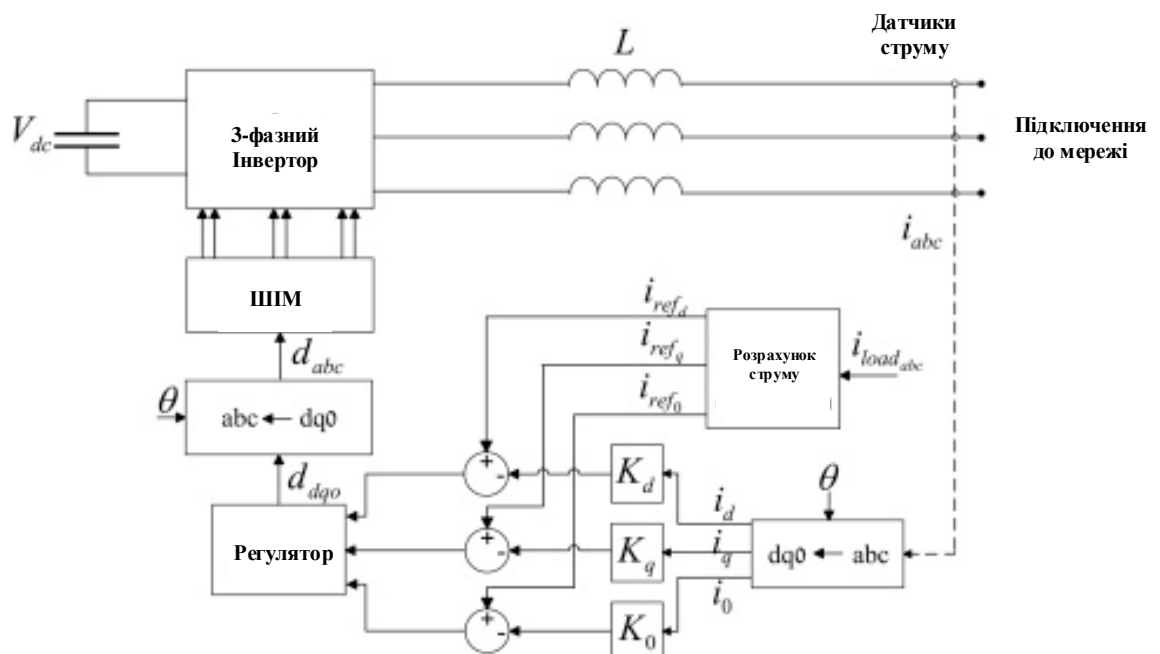 Датчики
струму
L
V_dc
3-фазний
Інвертор
Підключення
до мережі
i_abc
ШІМ
i_ref_d
i_ref_q
i_ref_0
Розрахунок
струму
i_load_abc
d_abc
θ
abc ← dq0
d_dqo
+
-
K_d
θ
i_d
Регулятор
+
-
K_q
i_q
dq0 ← abc
i_0
+
-
K_0